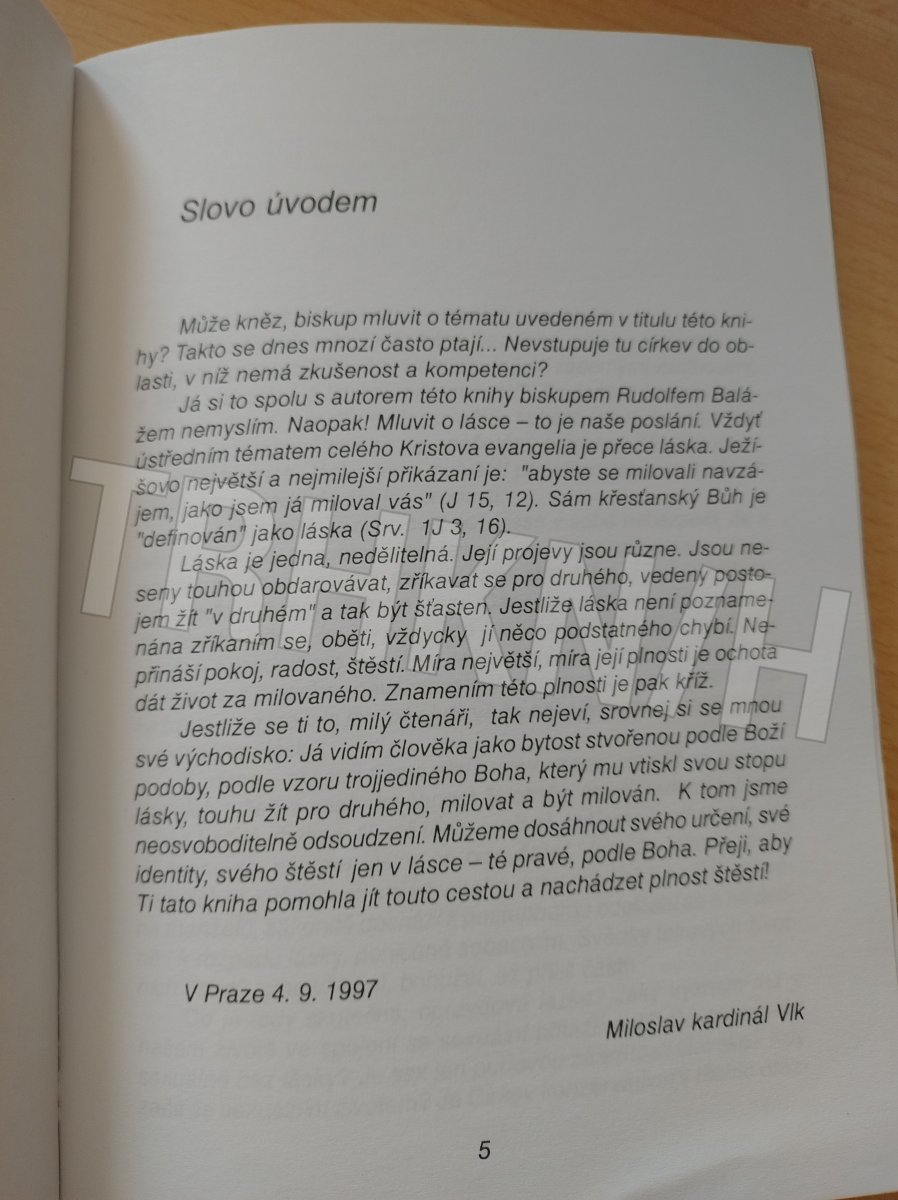 Slovo úvodem
Může kněz, biskup mluvit o tématu uvedeném v titulu této kni-
hy? Takto se dnes mnozí často ptají... Nevstupuje tu církev do ob-
lasti, v níž nemá zkušenost a kompetenci?
Já si to spolu s autorem této knihy biskupem Rudolfem Balá-
žem nemyslím. Naopak! Mluvit o lásce – to je naše poslání. Vždyť
ústředním tématem celého Kristova evangelia je přece láska. Ježí-
šovo největší a nejmilejší přikázaní je: "abyste se milovali navzá-
jem, jako jsem já miloval vás" (J 15, 12). Sám křesťanský Bůh je
"definován" jako láska (Srv. 1J 3, 16).
Láska je jedna, nedělitelná. Její projevy jsou různe. Jsou ne-
seny touhou obdarovávat, zříkavat se pro druhého, vedený posto-
jem žít "v druhém" a tak být šťasten. Jestliže láska není pozname-
nána zříkaním se, oběti, vždycky jí něco podstatného chybí. Ne-
přináší pokoj, radost, štěstí. Míra největší, míra její plnosti je ochota
dát život za milovaného. Znamením této plnosti je pak kříž.
Jestliže se ti to, milý čtenáři, tak nejeví, srovnej si se mnou
své východisko: Já vidím člověka jako bytost stvořenou podle Boží
podoby, podle vzoru trojjediného Boha, který mu vtiskl svou stopu
lásky, touhu žít pro druhého, milovat a být milován. K tom jsme
neosvoboditelně odsouzení. Můžeme dosáhnout svého určení, své
identity, svého štěstí jen v lásce – té pravé, podle Boha. Přeji, aby
Ti tato kniha pomohla jít touto cestou a nachádzet plnost štěstí!
V Praze 4. 9. 1997
Miloslav kardinál Vlk
5
TRHKNIH